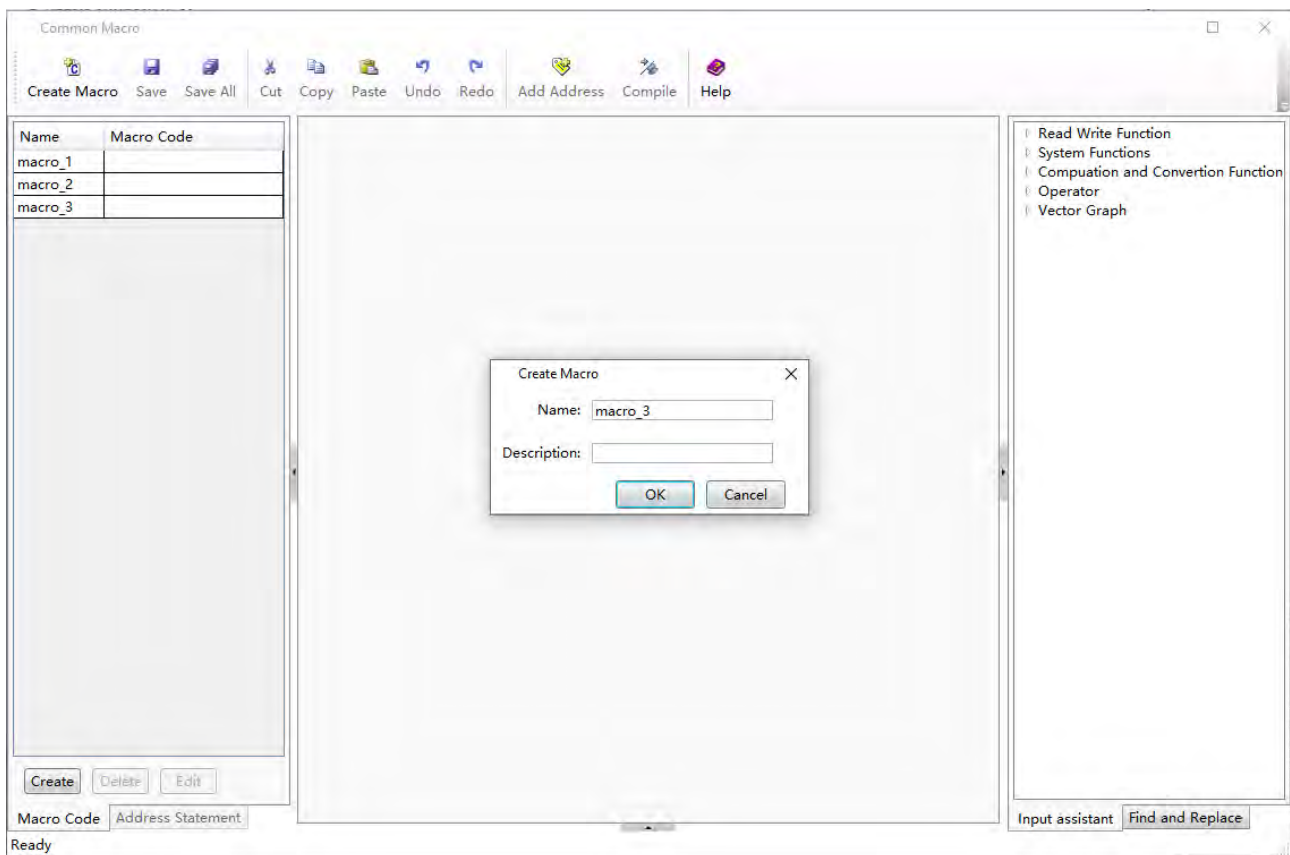 Common Macro
Create Macro Save Save All Cut Copy Paste Undo Redo Add Address Compile Help
Name Macro Code
macro_1
macro_2
macro_3
Create Delete Edit
Macro Code Address Statement
Ready
Create Macro
Name: macro_3
Description:
OK Cancel
Read Write Function
System Functions
Compuation and Convertion Function
Operator
Vector Graph
Input assistant Find and Replace